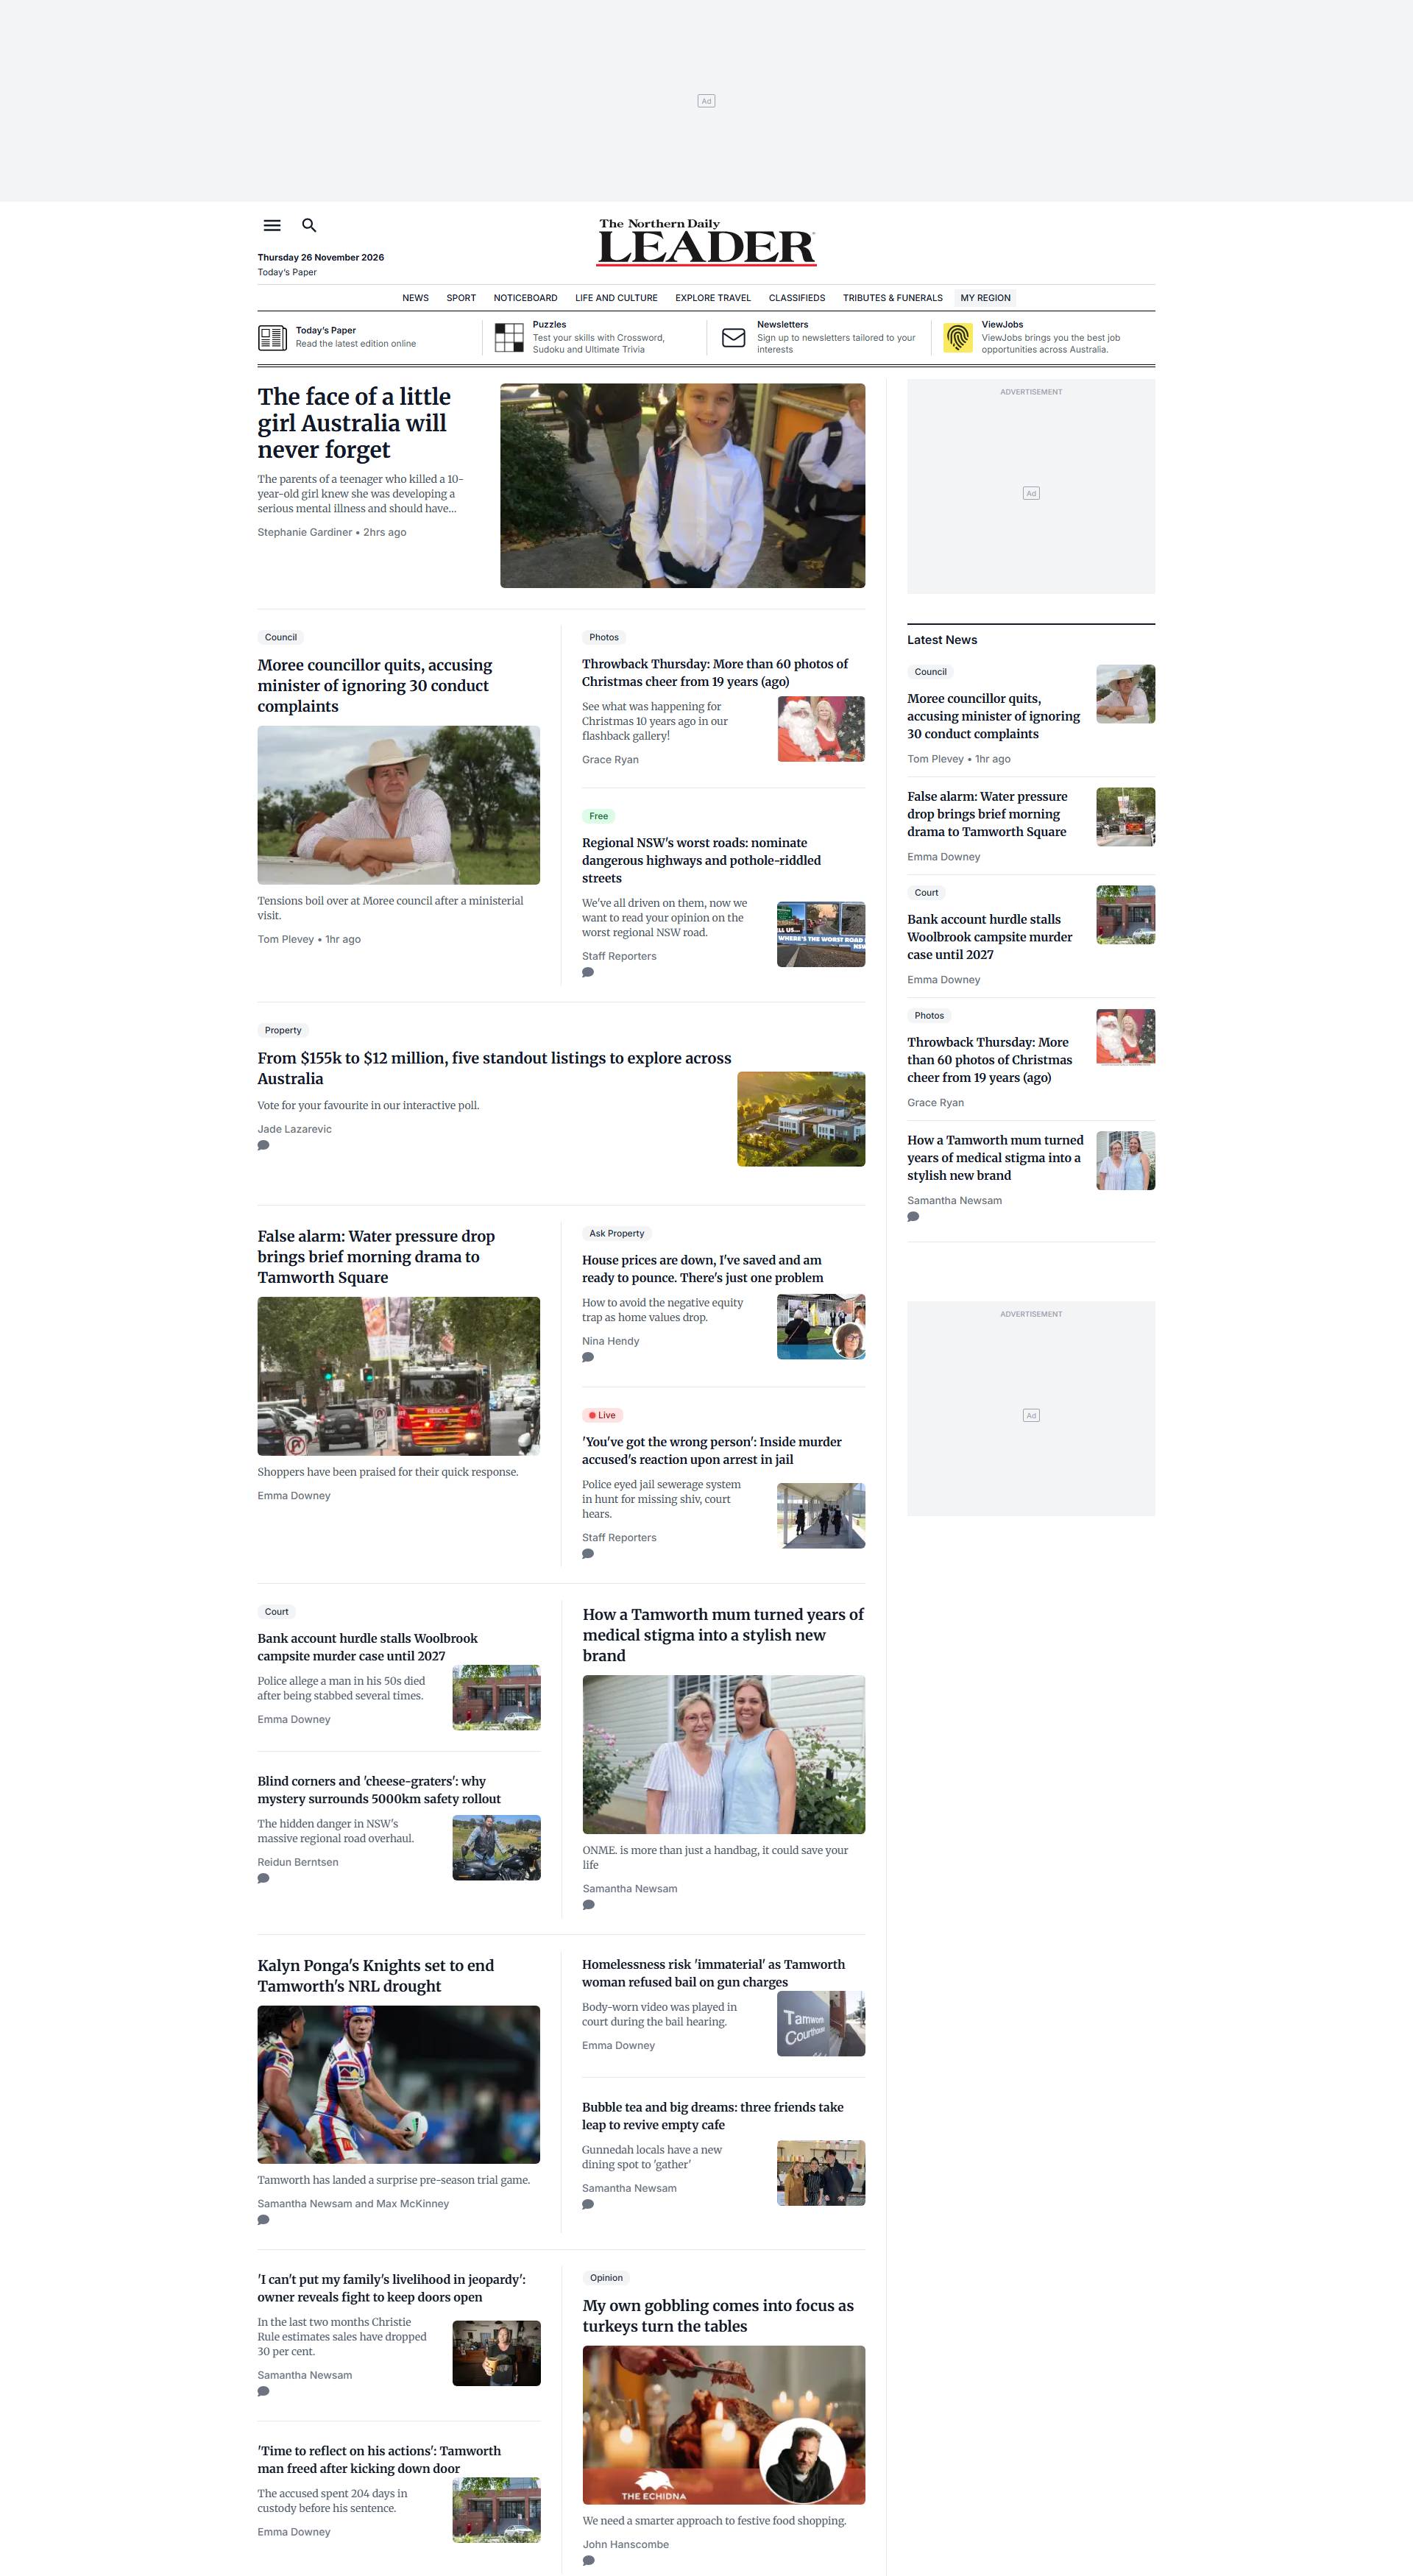 Ad
The Northern Daily
LEADER
Thursday 26 November 2026
Today's Paper
NEWS SPORT NOTICEBOARD LIFE AND CULTURE EXPLORE TRAVEL CLASSIFIEDS TRIBUTES & FUNERALS MY REGION
Today's Paper
Read the latest edition online
Puzzles
Test your skills with Crossword,
Sudoku and Ultimate Trivia
Newsletters
Sign up to newsletters tailored to your
interests
ViewJobs
ViewJobs brings you the best job
opportunities across Australia.
The face of a little
girl Australia will
never forget
The parents of a teenager who killed a 10-
year-old girl knew she was developing a
serious mental illness and should have...
Stephanie Gardiner • 2hrs ago
Council
Moree councillor quits, accusing
minister of ignoring 30 conduct
complaints
Tensions boil over at Moree council after a ministerial
visit.
Tom Plevey • 1hr ago
Photos
Throwback Thursday: More than 60 photos of
Christmas cheer from 19 years (ago)
See what was happening for
Christmas 10 years ago in our
flashback gallery!
Grace Ryan
Free
Regional NSW's worst roads: nominate
dangerous highways and pothole-riddled
streets
We've all driven on them, now we
want to read your opinion on the
worst regional NSW road.
LL US...
WHERE'S THE WORST ROAD
NSW
Staff Reporters
Property
From $155k to $12 million, five standout listings to explore across
Australia
Vote for your favourite in our interactive poll.
Jade Lazarevic
False alarm: Water pressure drop
brings brief morning drama to
Tamworth Square
RESCUE
Shoppers have been praised for their quick response.
Emma Downey
Ask Property
House prices are down, I've saved and am
ready to pounce. There's just one problem
How to avoid the negative equity
trap as home values drop.
Nina Hendy
Live
'You've got the wrong person': Inside murder
accused's reaction upon arrest in jail
Police eyed jail sewerage system
in hunt for missing shiv, court
hears.
Staff Reporters
Court
Bank account hurdle stalls Woolbrook
campsite murder case until 2027
Police allege a man in his 50s died
after being stabbed several times.
Emma Downey
Blind corners and 'cheese-graters': why
mystery surrounds 5000km safety rollout
The hidden danger in NSW's
massive regional road overhaul.
Reidun Berntsen
How a Tamworth mum turned years of
medical stigma into a stylish new
brand
ONME. is more than just a handbag, it could save your
life
Samantha Newsam
Kalyn Ponga's Knights set to end
Tamworth's NRL drought
Tamworth has landed a surprise pre-season trial game.
Samantha Newsam and Max McKinney
Homelessness risk 'immaterial' as Tamworth
woman refused bail on gun charges
Body-worn video was played in
court during the bail hearing.
Tamworth
Courthouse
Emma Downey
Bubble tea and big dreams: three friends take
leap to revive empty cafe
Gunnedah locals have a new
dining spot to 'gather'
Samantha Newsam
'I can't put my family's livelihood in jeopardy':
owner reveals fight to keep doors open
In the last two months Christie
Rule estimates sales have dropped
30 per cent.
Samantha Newsam
'Time to reflect on his actions': Tamworth
man freed after kicking down door
The accused spent 204 days in
custody before his sentence.
Emma Downey
Opinion
My own gobbling comes into focus as
turkeys turn the tables
THE ECHIDNA
We need a smarter approach to festive food shopping.
John Hanscombe
ADVERTISEMENT
Ad
Latest News
Council
Moree councillor quits,
accusing minister of ignoring
30 conduct complaints
Tom Plevey • 1hr ago
False alarm: Water pressure
drop brings brief morning
drama to Tamworth Square
Emma Downey
Court
Bank account hurdle stalls
Woolbrook campsite murder
case until 2027
Emma Downey
Photos
Throwback Thursday: More
than 60 photos of Christmas
cheer from 19 years (ago)
Grace Ryan
How a Tamworth mum turned
years of medical stigma into a
stylish new brand
Samantha Newsam
ADVERTISEMENT
Ad